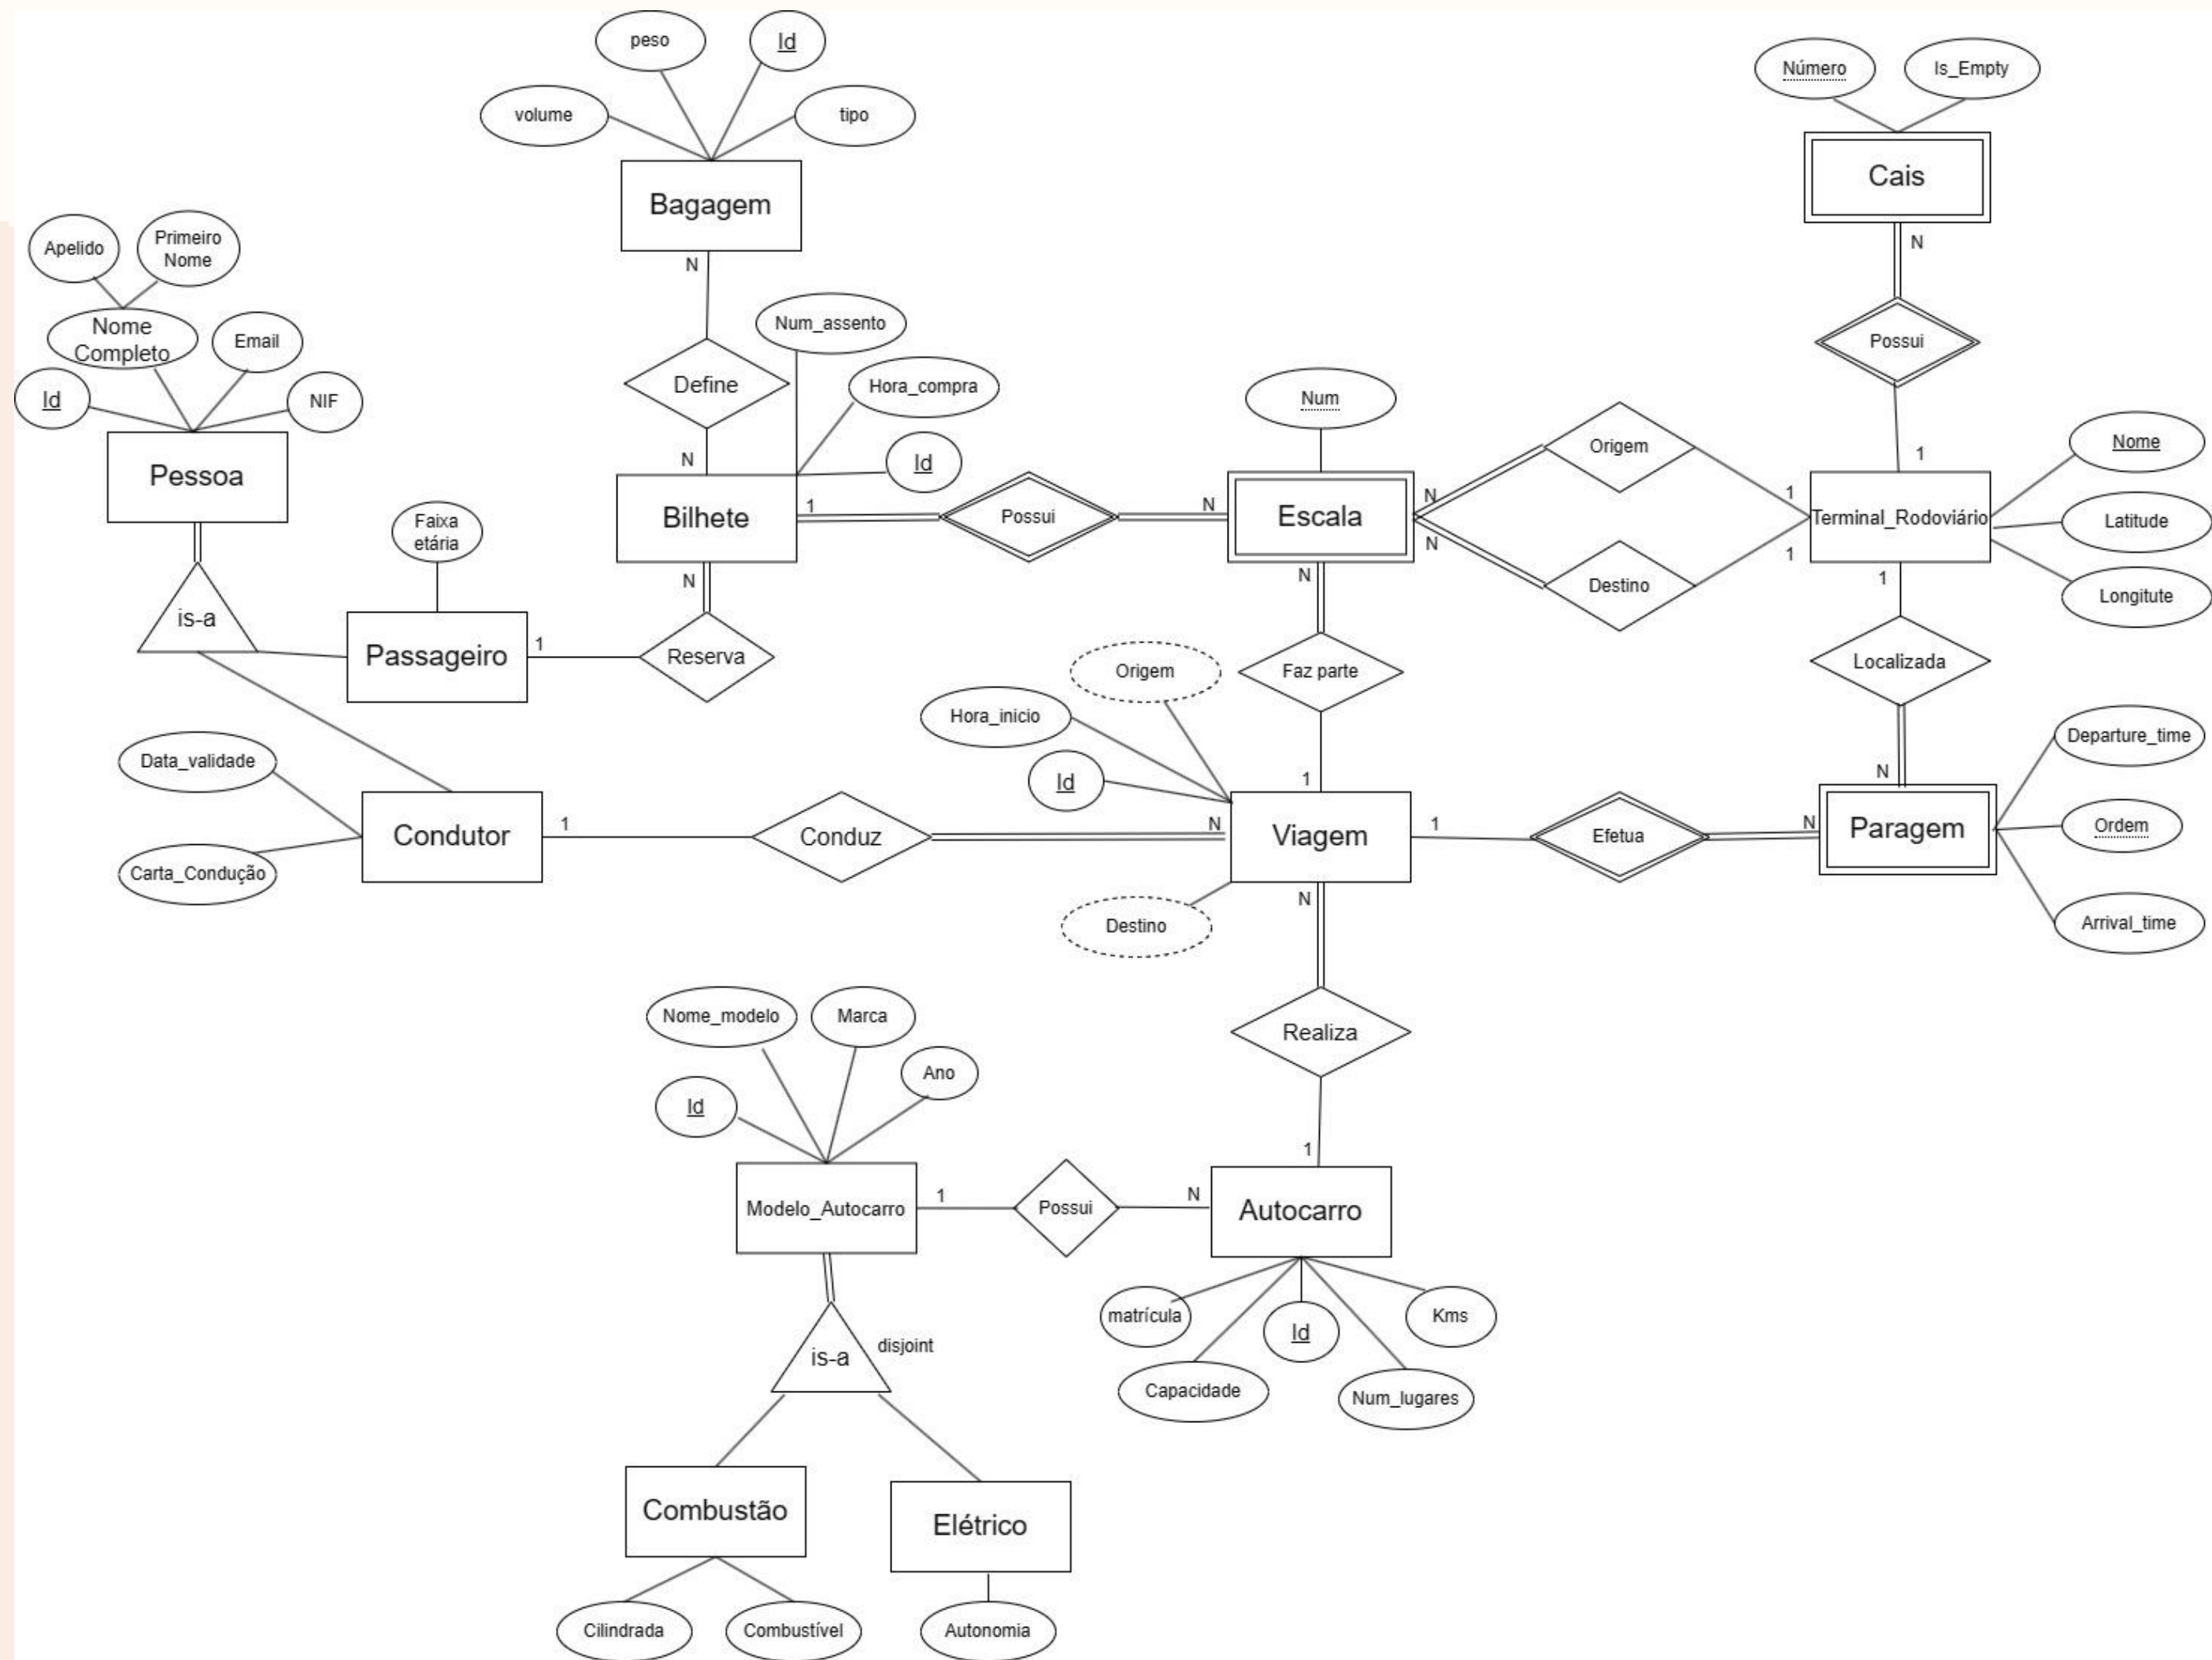 peso
Id
volume
tipo
Bagagem
Número
Is_Empty
Cais
N
Possui
1
Apelido
Primeiro
Nome
Nome
Completo
Email
Id
NIF
Pessoa
is-a
N
Define
N
Num_assento
Hora_compra
Id
Bilhete
1
Possui
N
Num
Escala
N
Origem
1
N
Destino
1
Terminal_Rodoviário
Nome
Latitude
Longitute
Faixa
etária
Passageiro
1
Reserva
N
N
Faz parte
1
1
Localizada
N
Origem
Hora_inicio
Id
Data_validade
Carta_Condução
Condutor
1
Conduz
N
Viagem
1
Efetua
N
Paragem
Departure_time
Ordem
Arrival_time
Destino
N
Realiza
1
Nome_modelo
Marca
Ano
Id
Modelo_Autocarro
1
Possui
N
Autocarro
matrícula
Id
Kms
Capacidade
Num_lugares
is-a
disjoint
Combustão
Elétrico
Cilindrada
Combustível
Autonomia